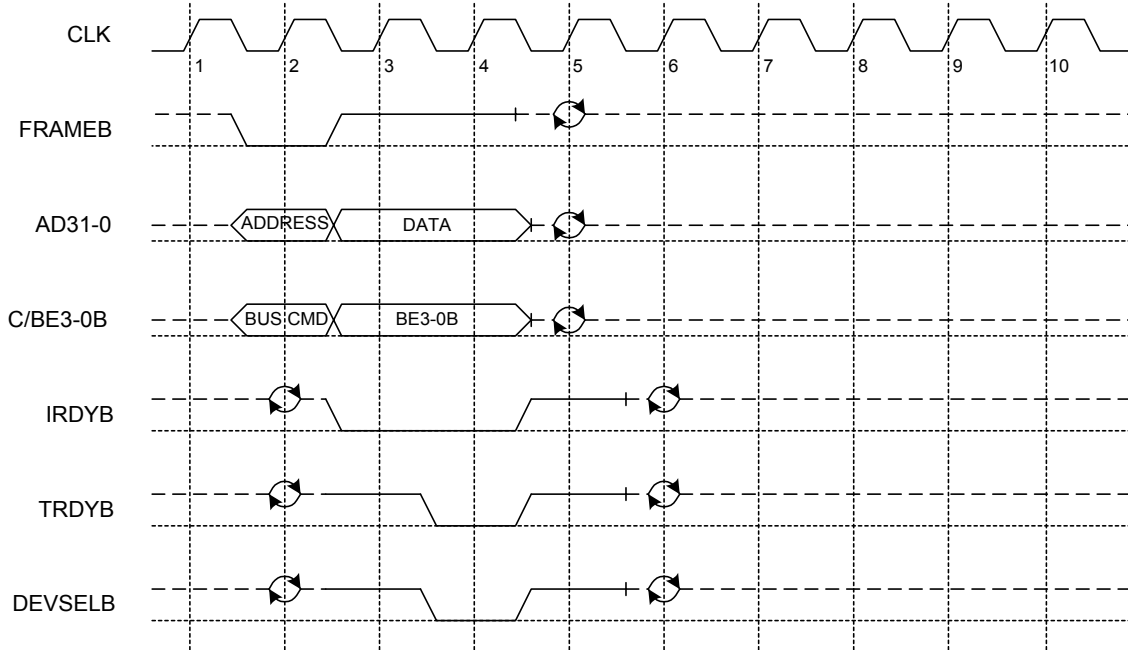 CLK
1 2 3 4 5 6 7 8 9 10
FRAMEB
AD31-0 ADDRESS DATA
C/BE3-0B BUS CMD BE3-0B
IRDYB
TRDYB
DEVSELB